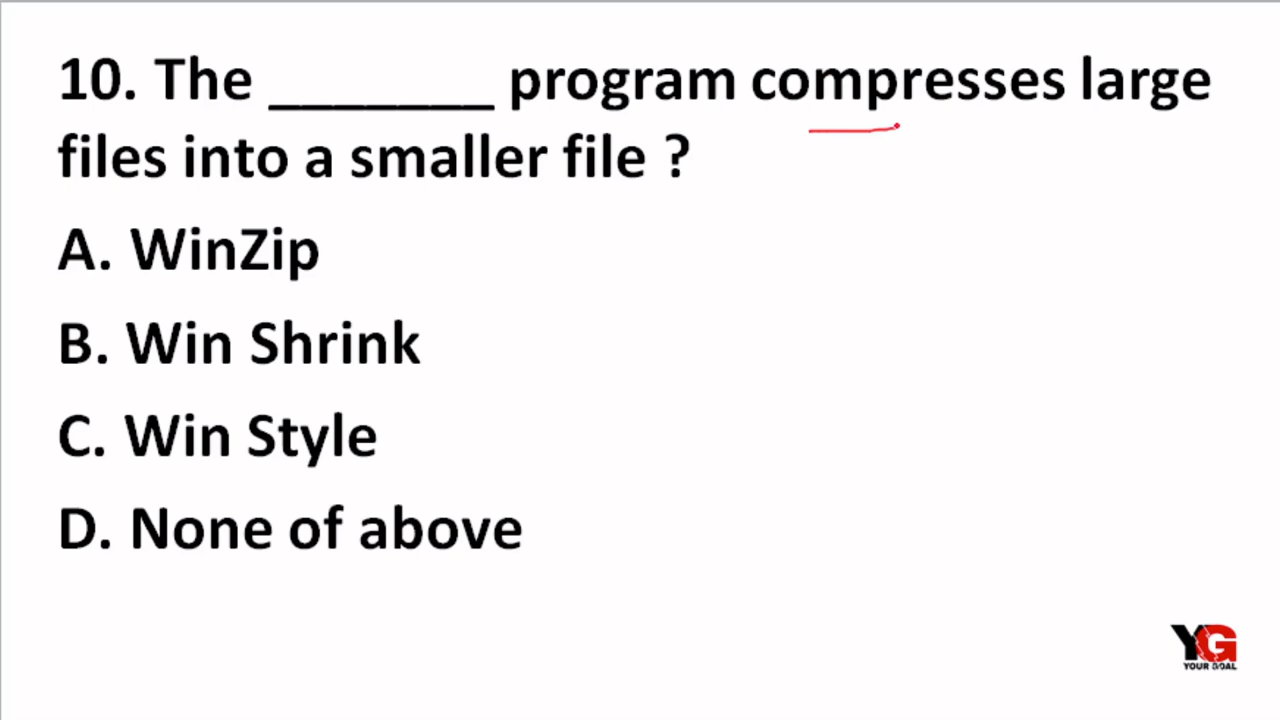 10. The _______ program compresses large
files into a smaller file ?
A. WinZip
B. Win Shrink
C. Win Style
D. None of above
YG
YOUR GOAL